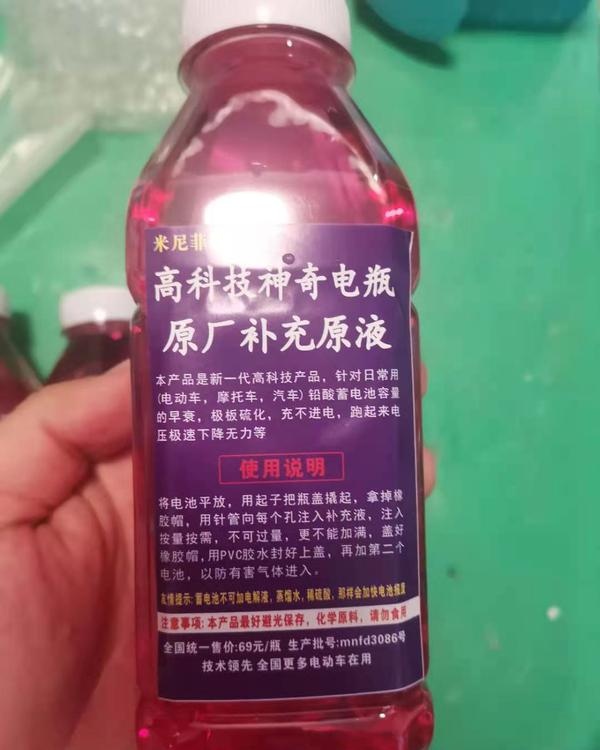 米尼菲
高科技神奇电瓶
原厂补充原液
本产品是新一代高科技产品，针对日常用
(电动车，摩托车，汽车) 铅酸蓄电池容量
的早衰，极板硫化，充不进电，跑起来电
压极速下降无力等
使用说明
将电池平放，用起子把瓶盖撬起，拿掉橡
胶帽，用针管向每个孔注入补充液，注入
按量按需，不可过量，更不能加满，盖好
橡胶帽,用PVC胶水封好上盖，再加第二个
电池，以防有害气体进入。
友情提示:蓄电池不可加电解液，蒸馏水，稀硫酸，那样会加快电池报废
注意事项:本产品最好避光保存，化学原料，请勿食用
全国统一售价:69元/瓶 生产批号:mnfd3086号
技术领先 全国更多电动车在用